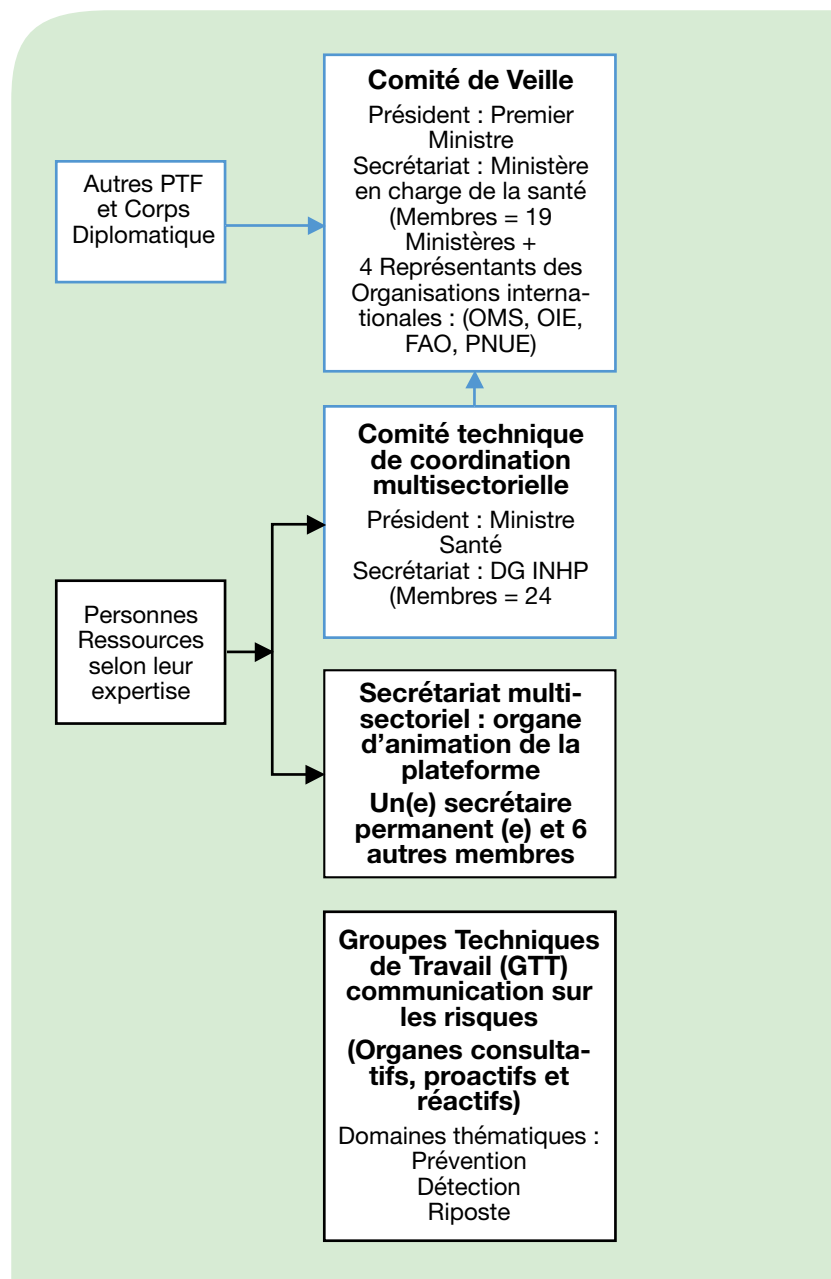 Comité de Veille
Président : Premier
Ministre
Secrétariat : Ministère
en charge de la santé
(Membres = 19
Ministères +
4 Représentants des
Organisations interna-
tionales : (OMS, OIE,
FAO, PNUE)
Autres PTF
et Corps
Diplomatique
Comité technique
de coordination
multisectorielle
Président : Ministre
Santé
Secrétariat : DG INHP
(Membres = 24
Personnes
Ressources
selon leur
expertise
Secrétariat multi-
sectoriel : organe
d’animation de la
plateforme
Un(e) secrétaire
permanent (e) et 6
autres membres
Groupes Techniques
de Travail (GTT)
communication sur
les risques
(Organes consulta-
tifs, proactifs et
réactifs)
Domaines thématiques :
Prévention
Détection
Riposte